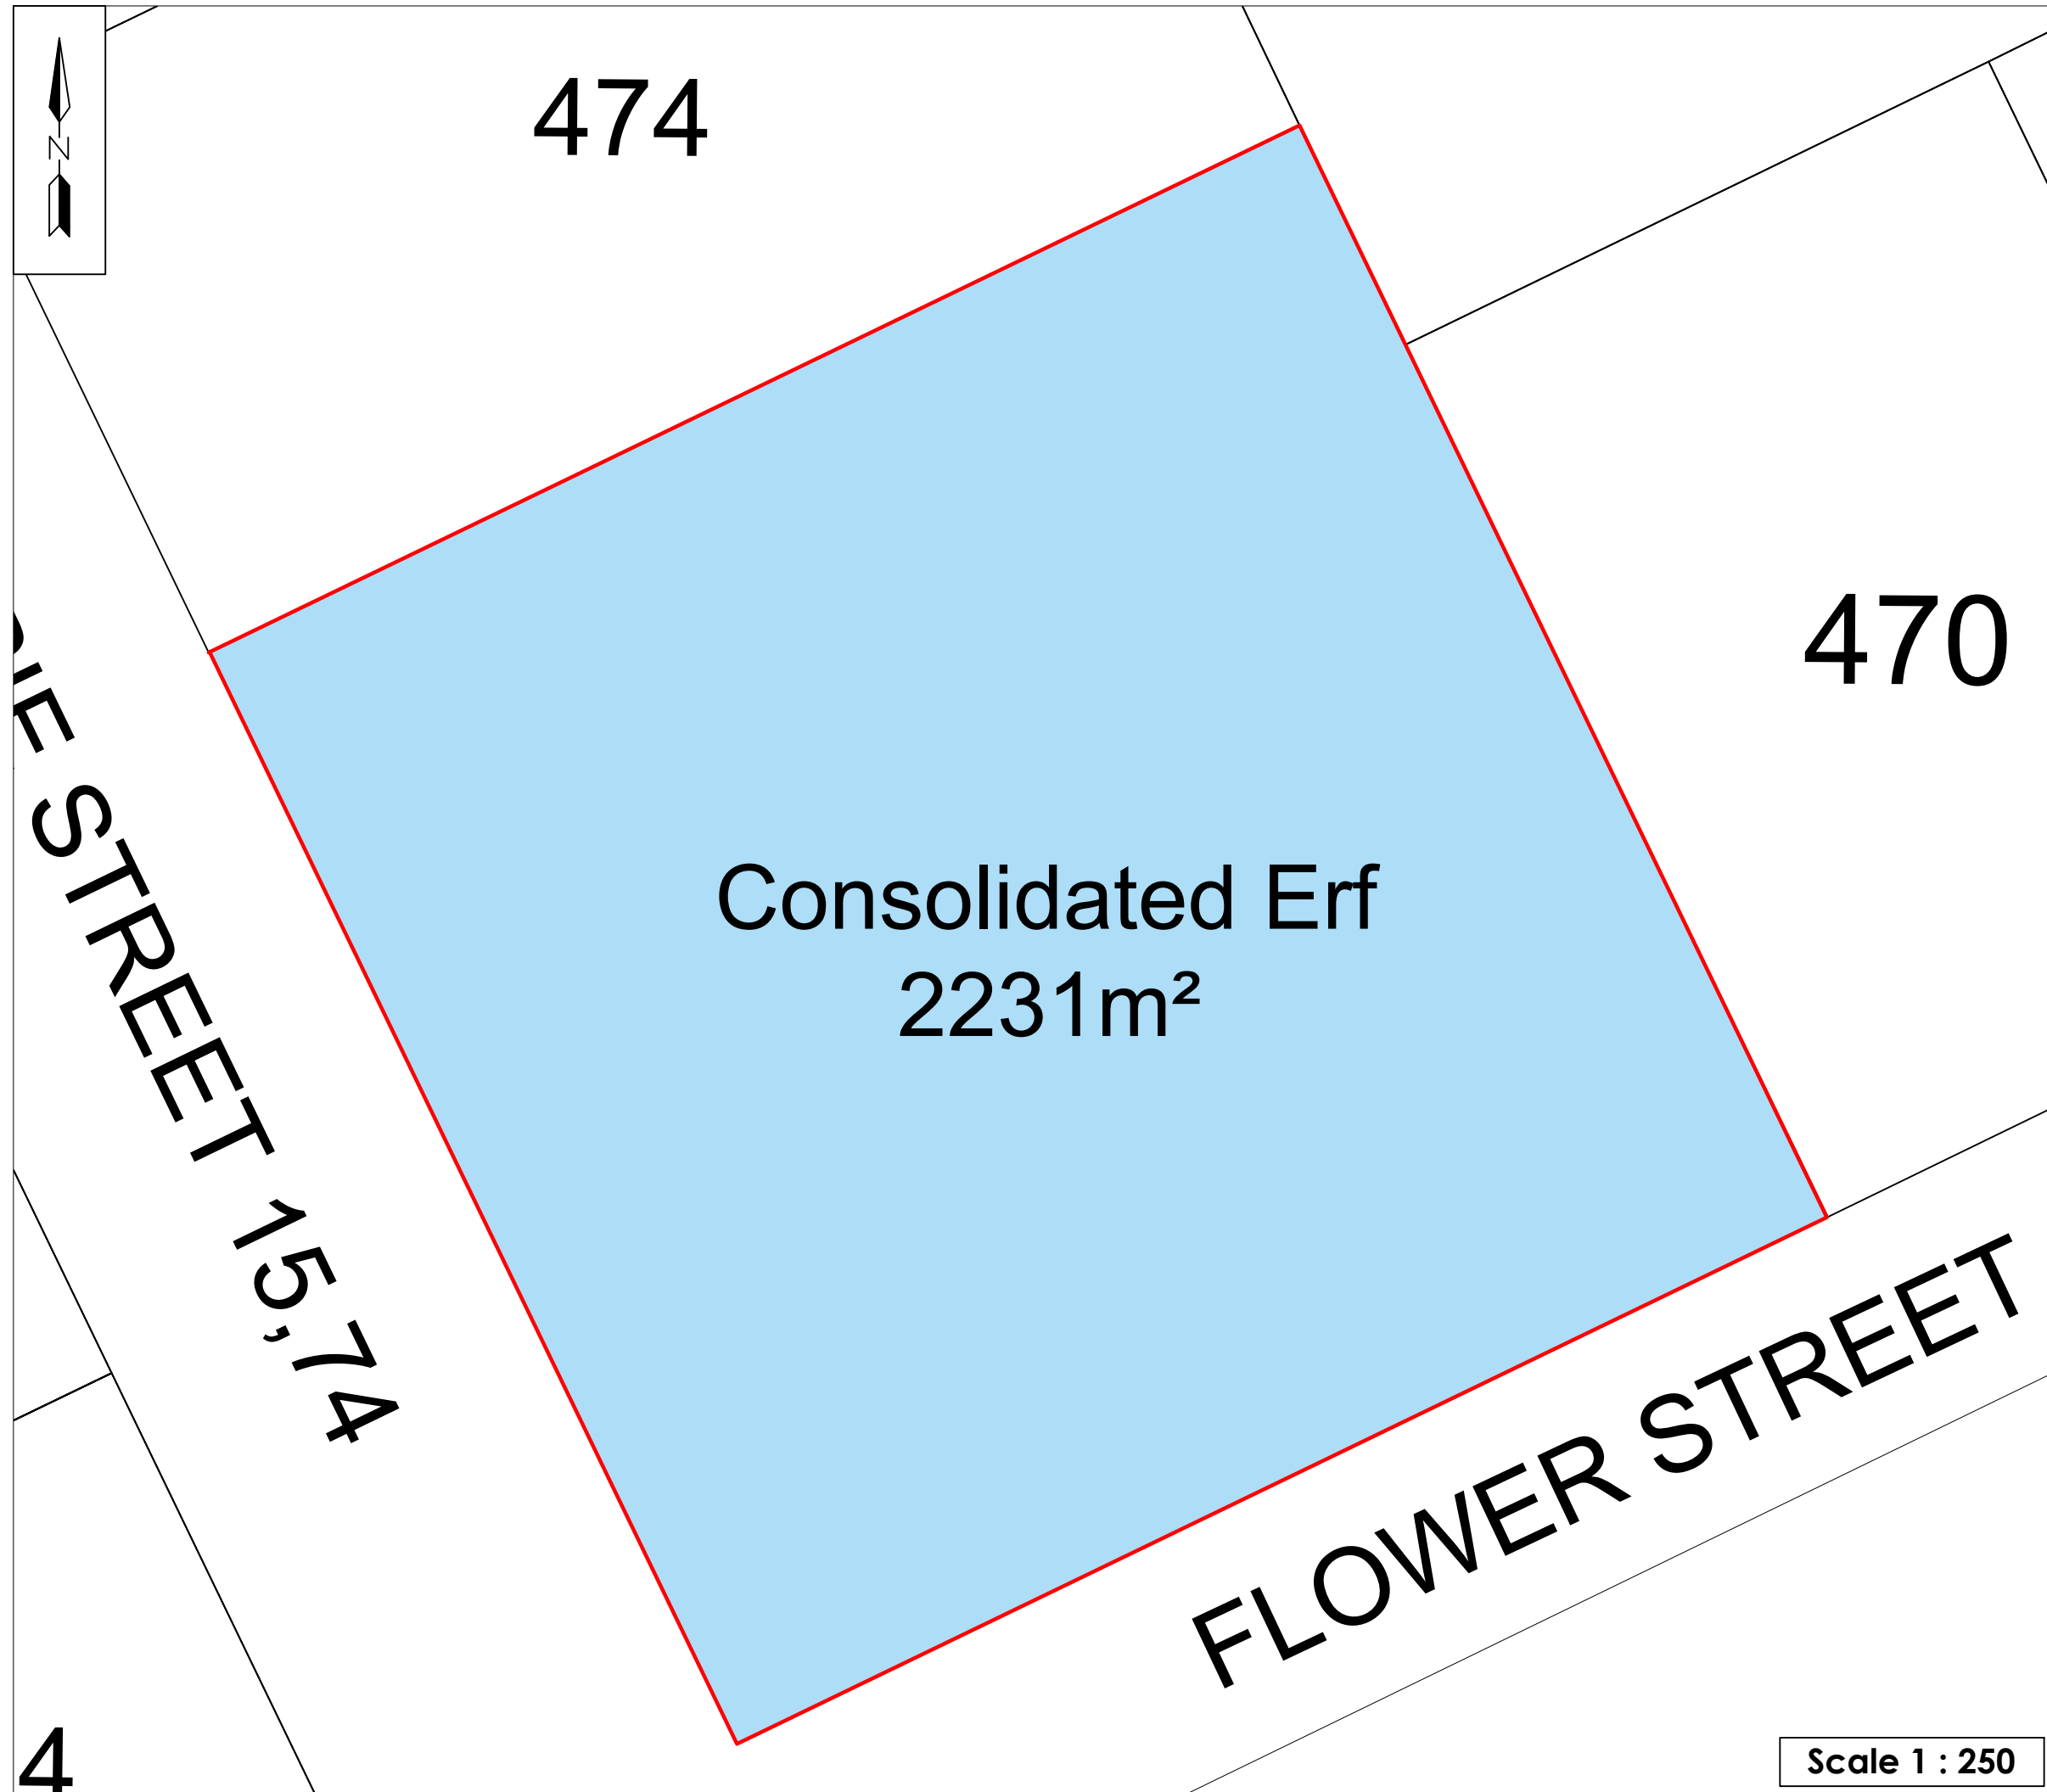 N
474
470
Consolidated Erf
2231m²
STREET 15,74
FLOWER STREET
4
Scale 1 : 250